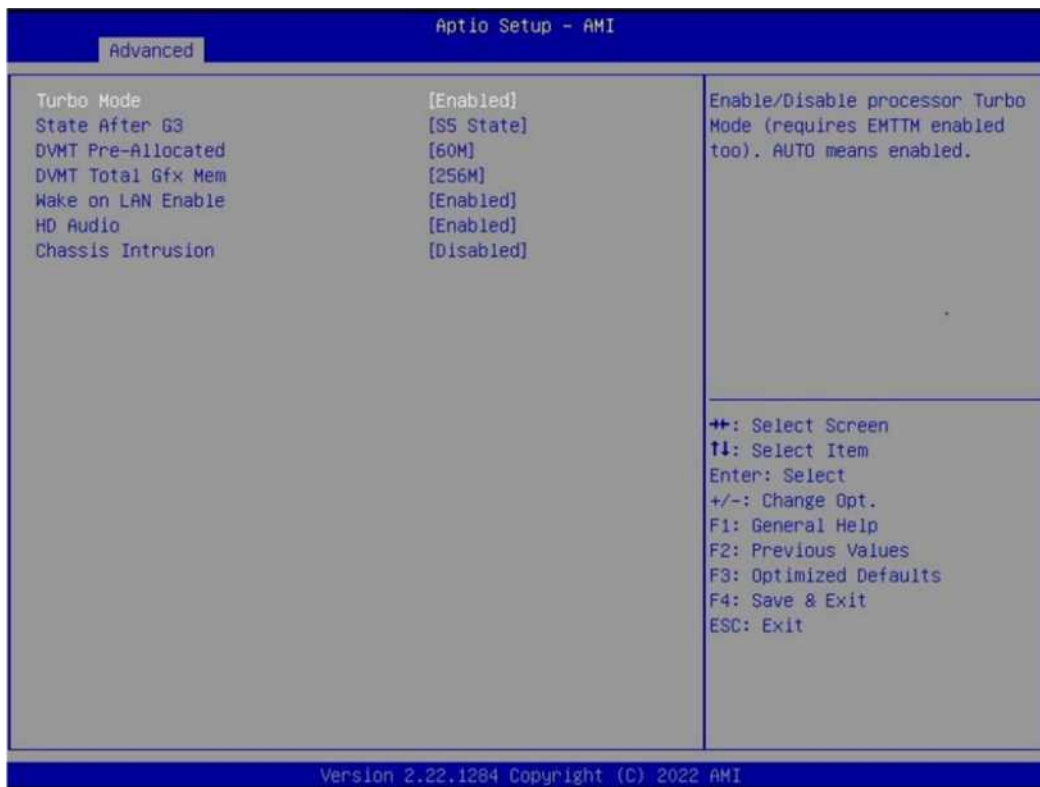 Aptio Setup - AMI
Advanced
Turbo Mode [Enabled]
State After G3 [S5 State]
DVMT Pre-Allocated [60M]
DVMT Total Gfx Mem [256M]
Wake on LAN Enable [Enabled]
HD Audio [Enabled]
Chassis Intrusion [Disabled]
Enable/Disable processor Turbo
Mode (requires EMTTM enabled
too). AUTO means enabled.
→←: Select Screen
↑↓: Select Item
Enter: Select
+/-: Change Opt.
F1: General Help
F2: Previous Values
F3: Optimized Defaults
F4: Save & Exit
ESC: Exit
Version 2.22.1284 Copyright (C) 2022 AMI